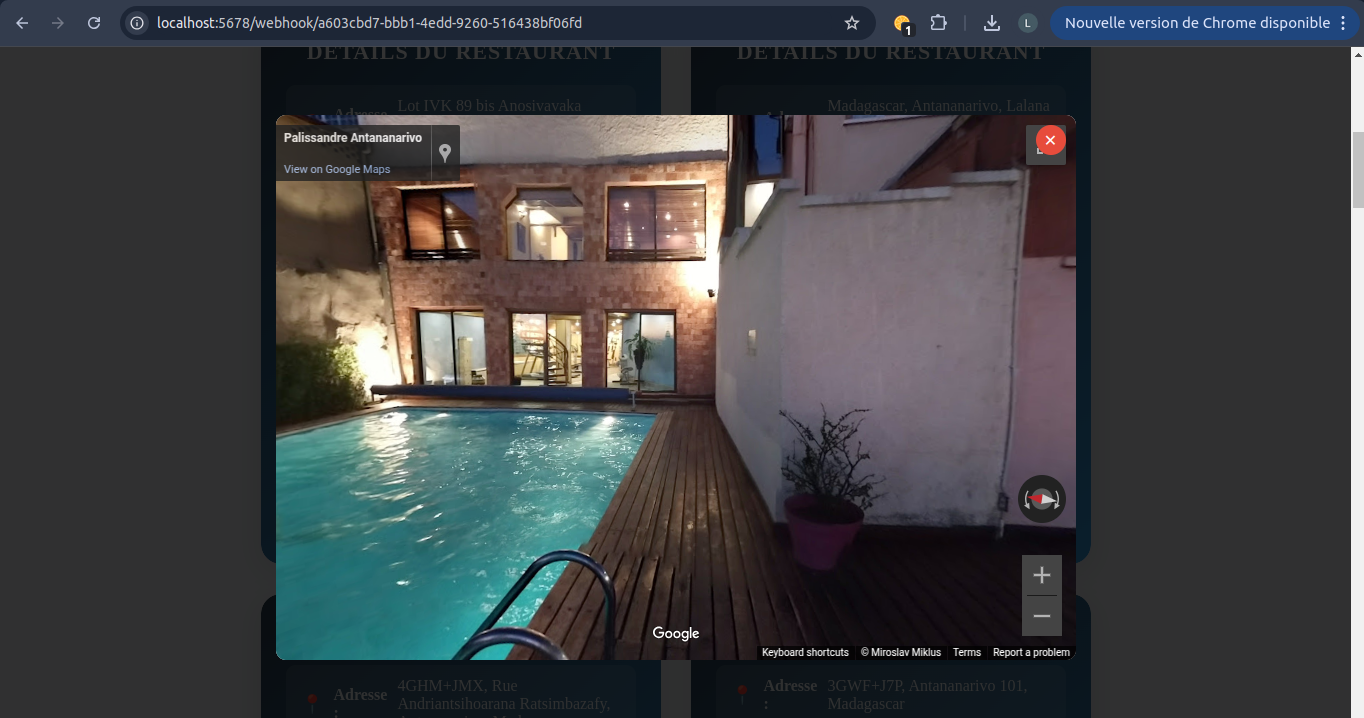 localhost:5678/webhook/a603cbd7-bbb1-4edd-9260-516438bf06fd
1
L
Nouvelle version de Chrome disponible
DÉTAILS DU RESTAURANT
DÉTAILS DU RESTAURANT
Adresse
Lot IVK 89 bis Anosivavaka
Madagascar, Antananarivo, Lalana
Palissandre Antananarivo
View on Google Maps
Google
Keyboard shortcuts
© Miroslav Miklus
Terms
Report a problem
Adresse :
4GHM+JMX, Rue
Andriantsihoarana Ratsimbazafy,
Adresse :
3GWF+J7P, Antananarivo 101,
Madagascar